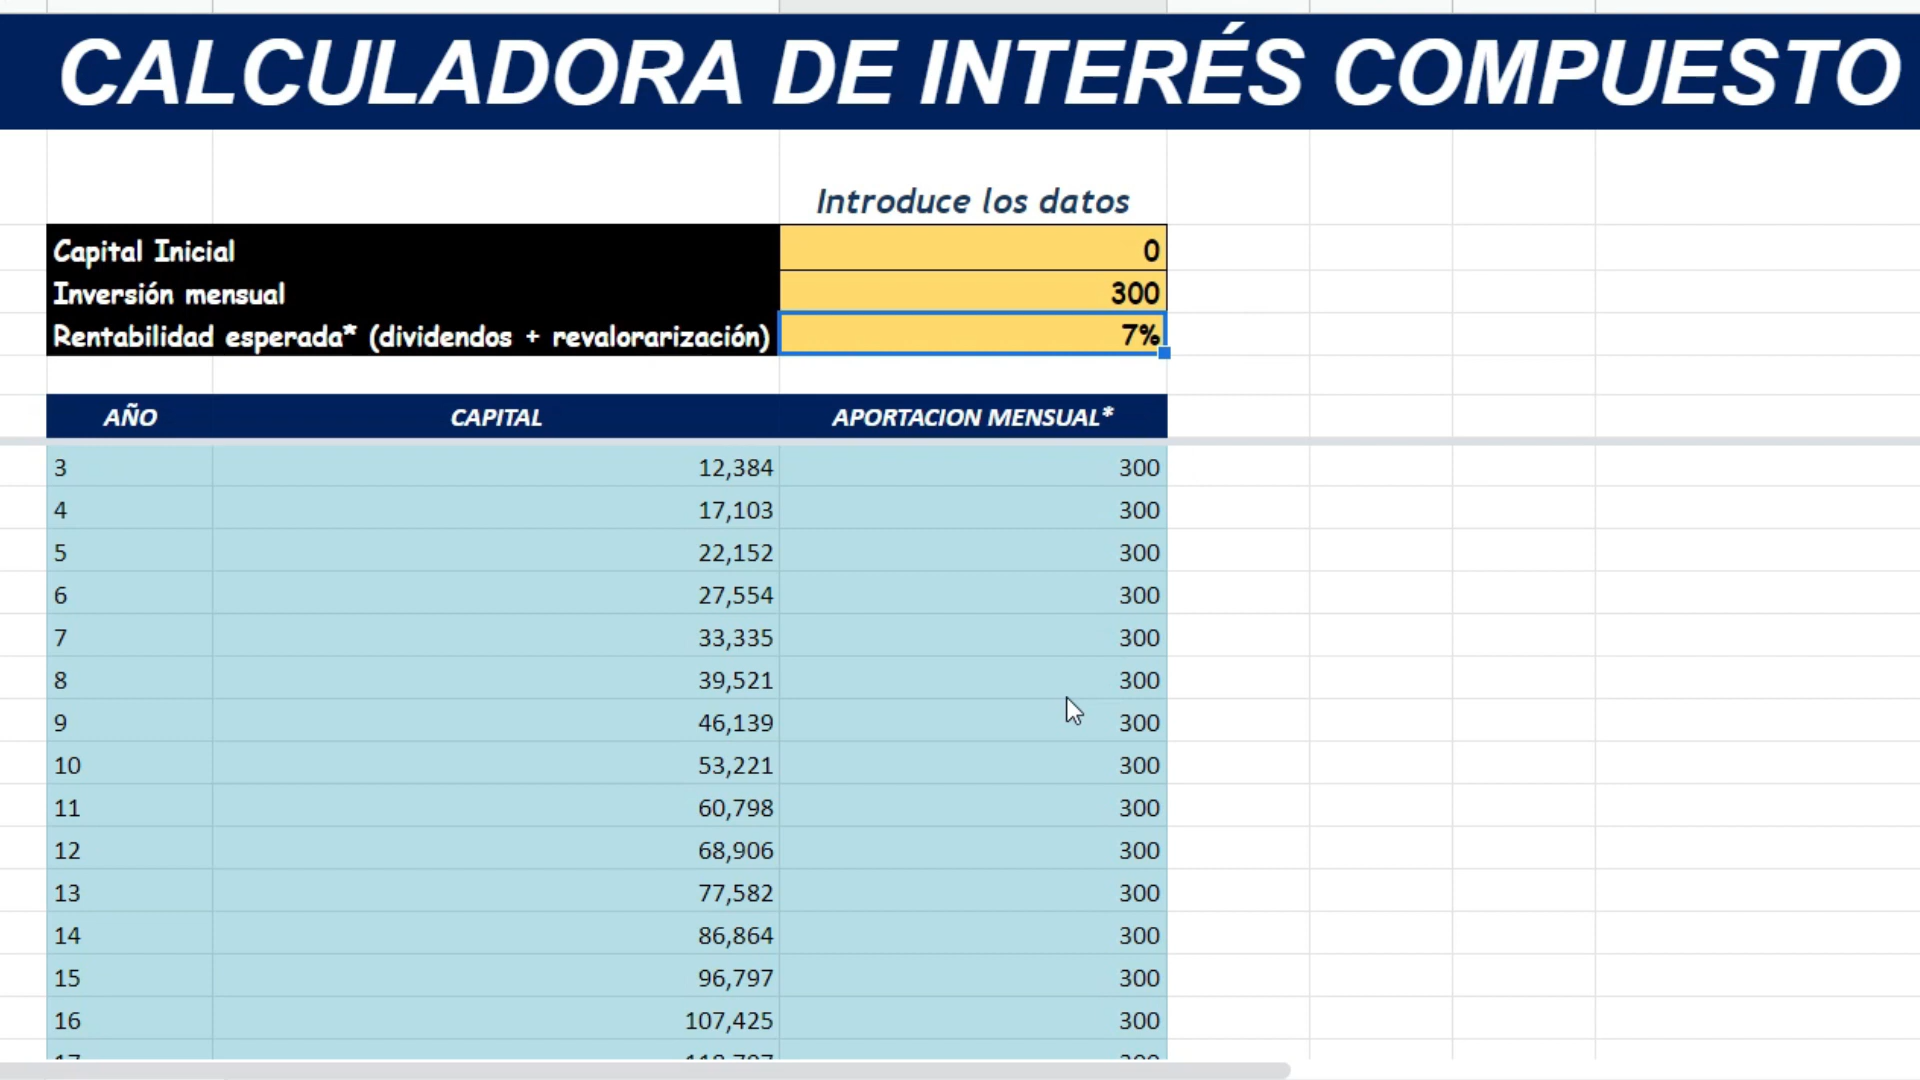 CALCULADORA DE INTERÉS COMPUESTO
Introduce los datos
Capital Inicial 0
Inversión mensual 300
Rentabilidad esperada* (dividendos + revalorarización) 7%
AÑO CAPITAL APORTACION MENSUAL*
3 12,384 300
4 17,103 300
5 22,152 300
6 27,554 300
7 33,335 300
8 39,521 300
9 46,139 300
10 53,221 300
11 60,798 300
12 68,906 300
13 77,582 300
14 86,864 300
15 96,797 300
16 107,425 300